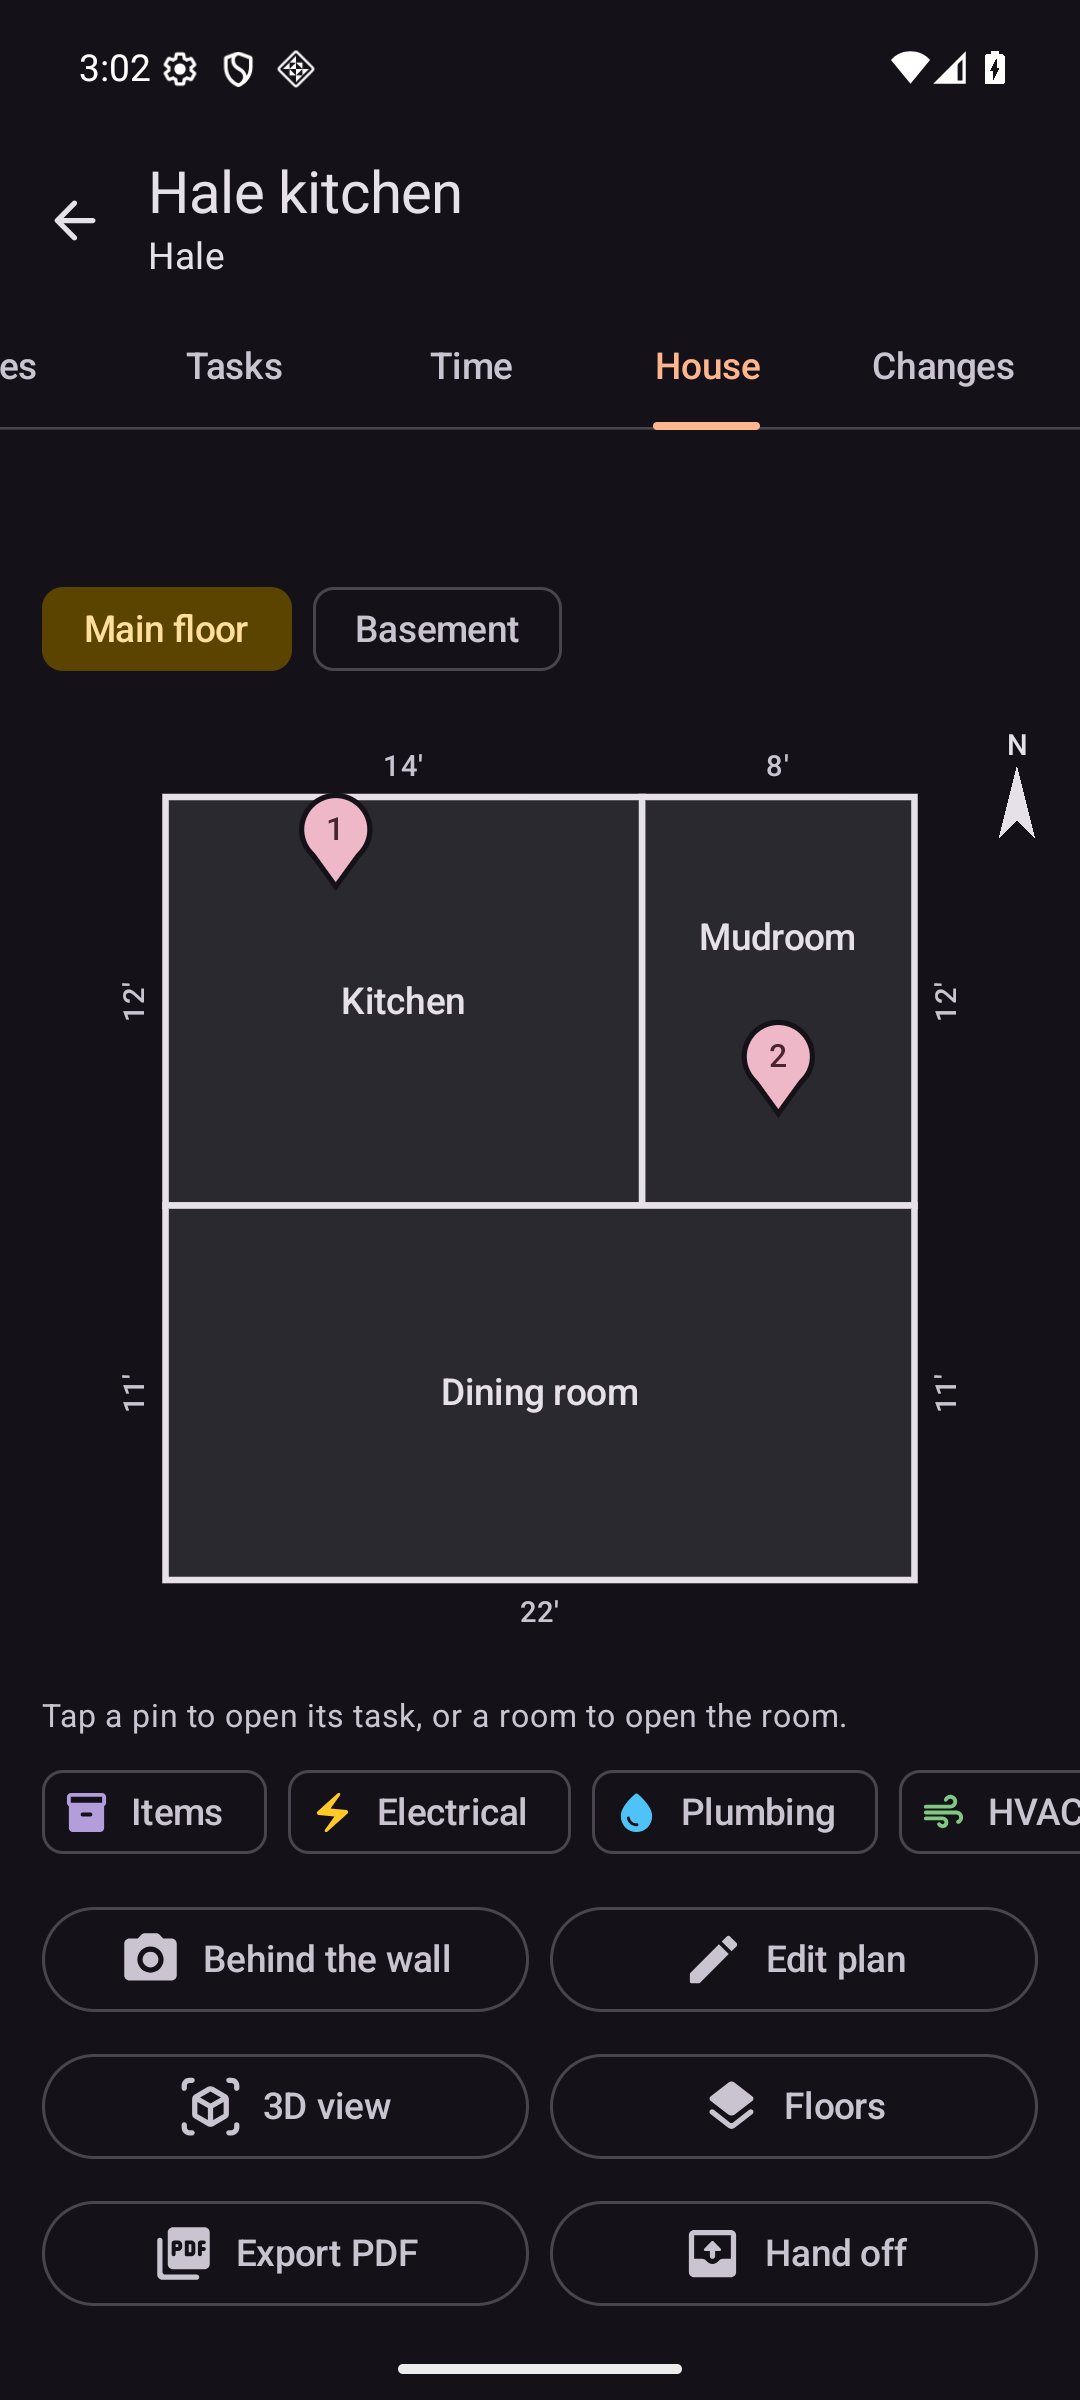 3:02
Hale kitchen
Hale
es Tasks Time House Changes
Main floor Basement
14' 8' N
1
Mudroom
12' Kitchen 12'
2
11' Dining room 11'
22'
Tap a pin to open its task, or a room to open the room.
Items Electrical Plumbing HVAC
Behind the wall Edit plan
3D view Floors
PDF Export PDF Hand off